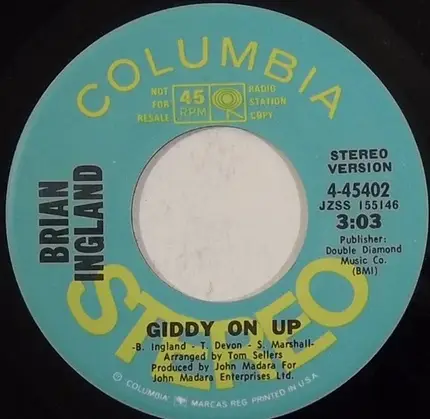 COLUMBIA
NOT
FOR
RESALE
45
RPM
RADIO
STATION
COPY
STEREO
VERSION
4-45402
JZSS 155146
3:03
Publisher:
Double Diamond
Music Co.
(BMI)
BRIAN
INGLAND
STEREO
GIDDY ON UP
-B. Ingland - T. Devon - S. Marshall-
Arranged by Tom Sellers
Produced by John Madara For
John Madara Enterprises Ltd.
© COLUMBIA" MARCAS REG. PRINTED IN U.S.A.